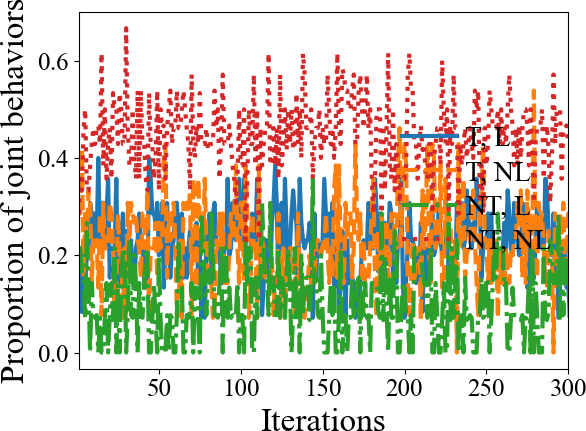 Proportion of joint behaviors
0.6
0.4
0.2
0.0
T, L
T, NL
NT, L
NT, NL
50
100
150
200
250
300
Iterations